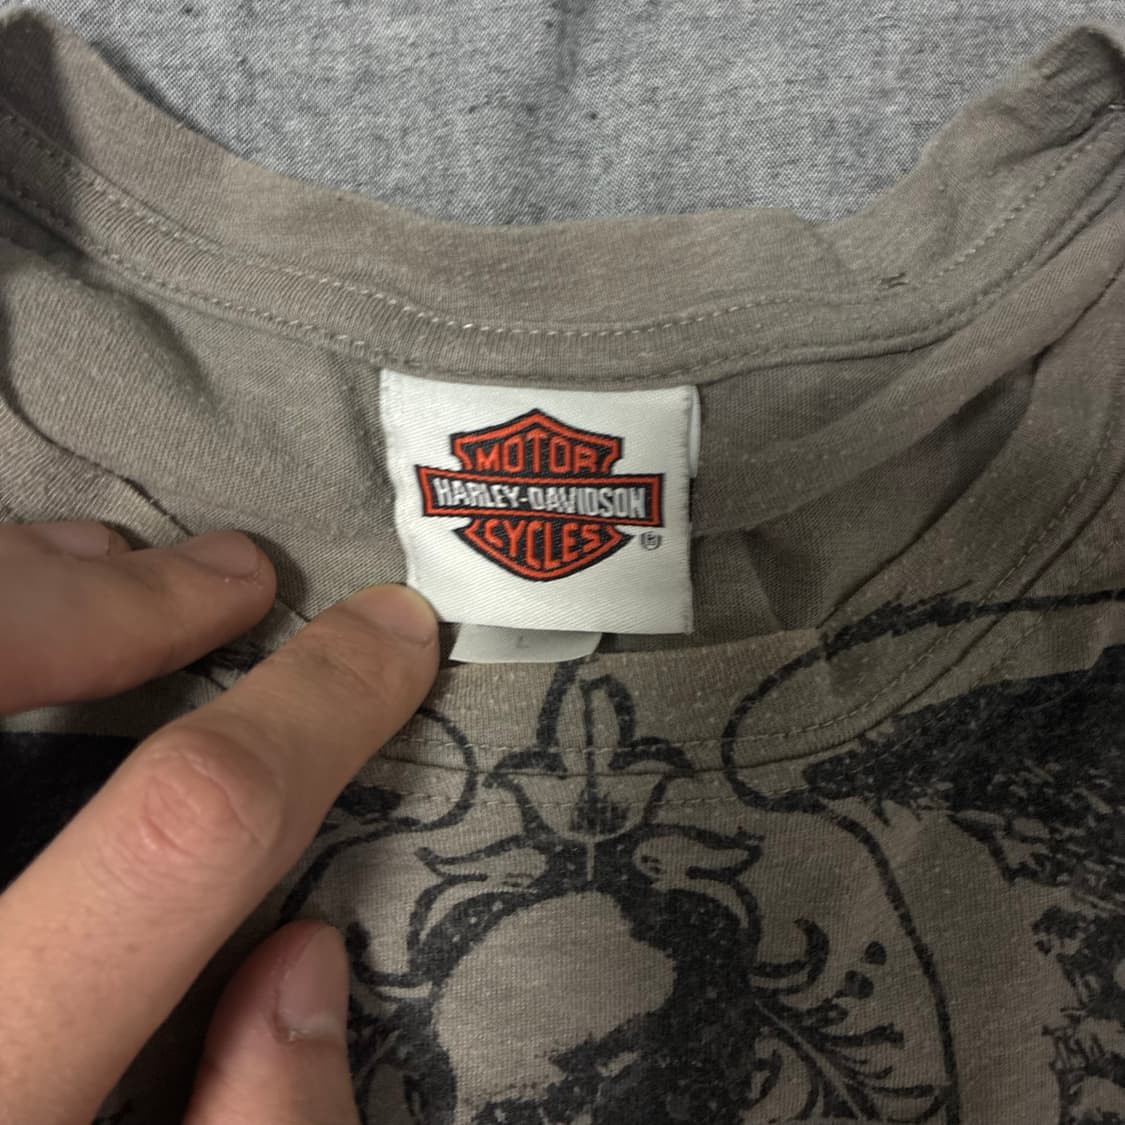 MOTOR
HARLEY-DAVIDSON
CYCLES
®
L